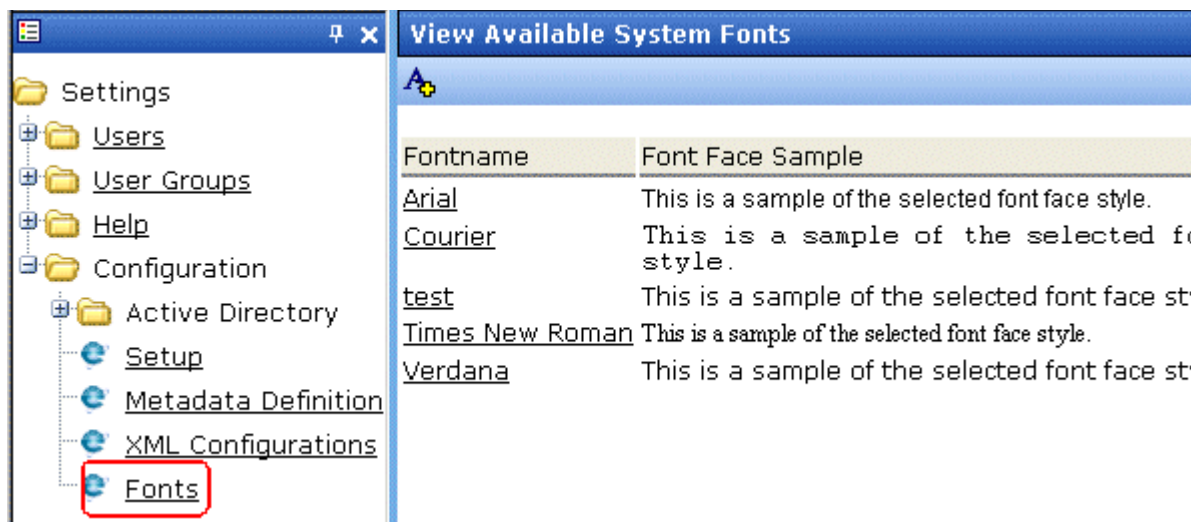 View Available System Fonts
Settings
Users
User Groups
Help
Configuration
Active Directory
Setup
Metadata Definition
XML Configurations
Fonts
Fontname Font Face Sample
Arial This is a sample of the selected font face style.
Courier This is a sample of the selected fo
style.
test This is a sample of the selected font face st
Times New Roman This is a sample of the selected font face style.
Verdana This is a sample of the selected font face st